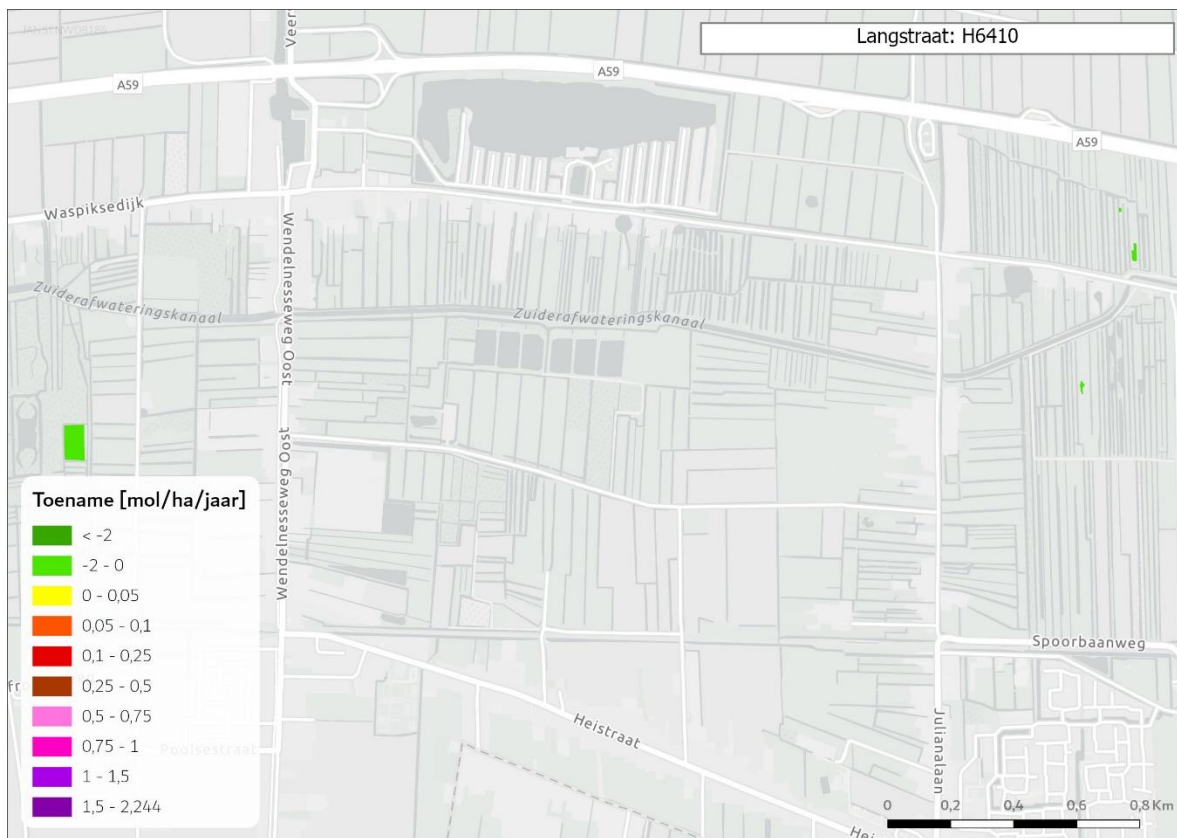 JANSENWO9186
Langstraat: H6410
Veer
A59
A59
A59
Waspiksedijk
Wendelnesseweg Oost
Zuiderafwateringskanaal
Zuiderafwateringskanaal
Wendelnesseweg Oost
Toename [mol/ha/jaar]
< -2
-2 - 0
0 - 0,05
0,05 - 0,1
0,1 - 0,25
0,25 - 0,5
0,5 - 0,75
0,75 - 1
1 - 1,5
1,5 - 2,244
Poolsestraat
Heistraat
Spoorbaanweg
Julianalaan
0 0,2 0,4 0,6 0,8 Km